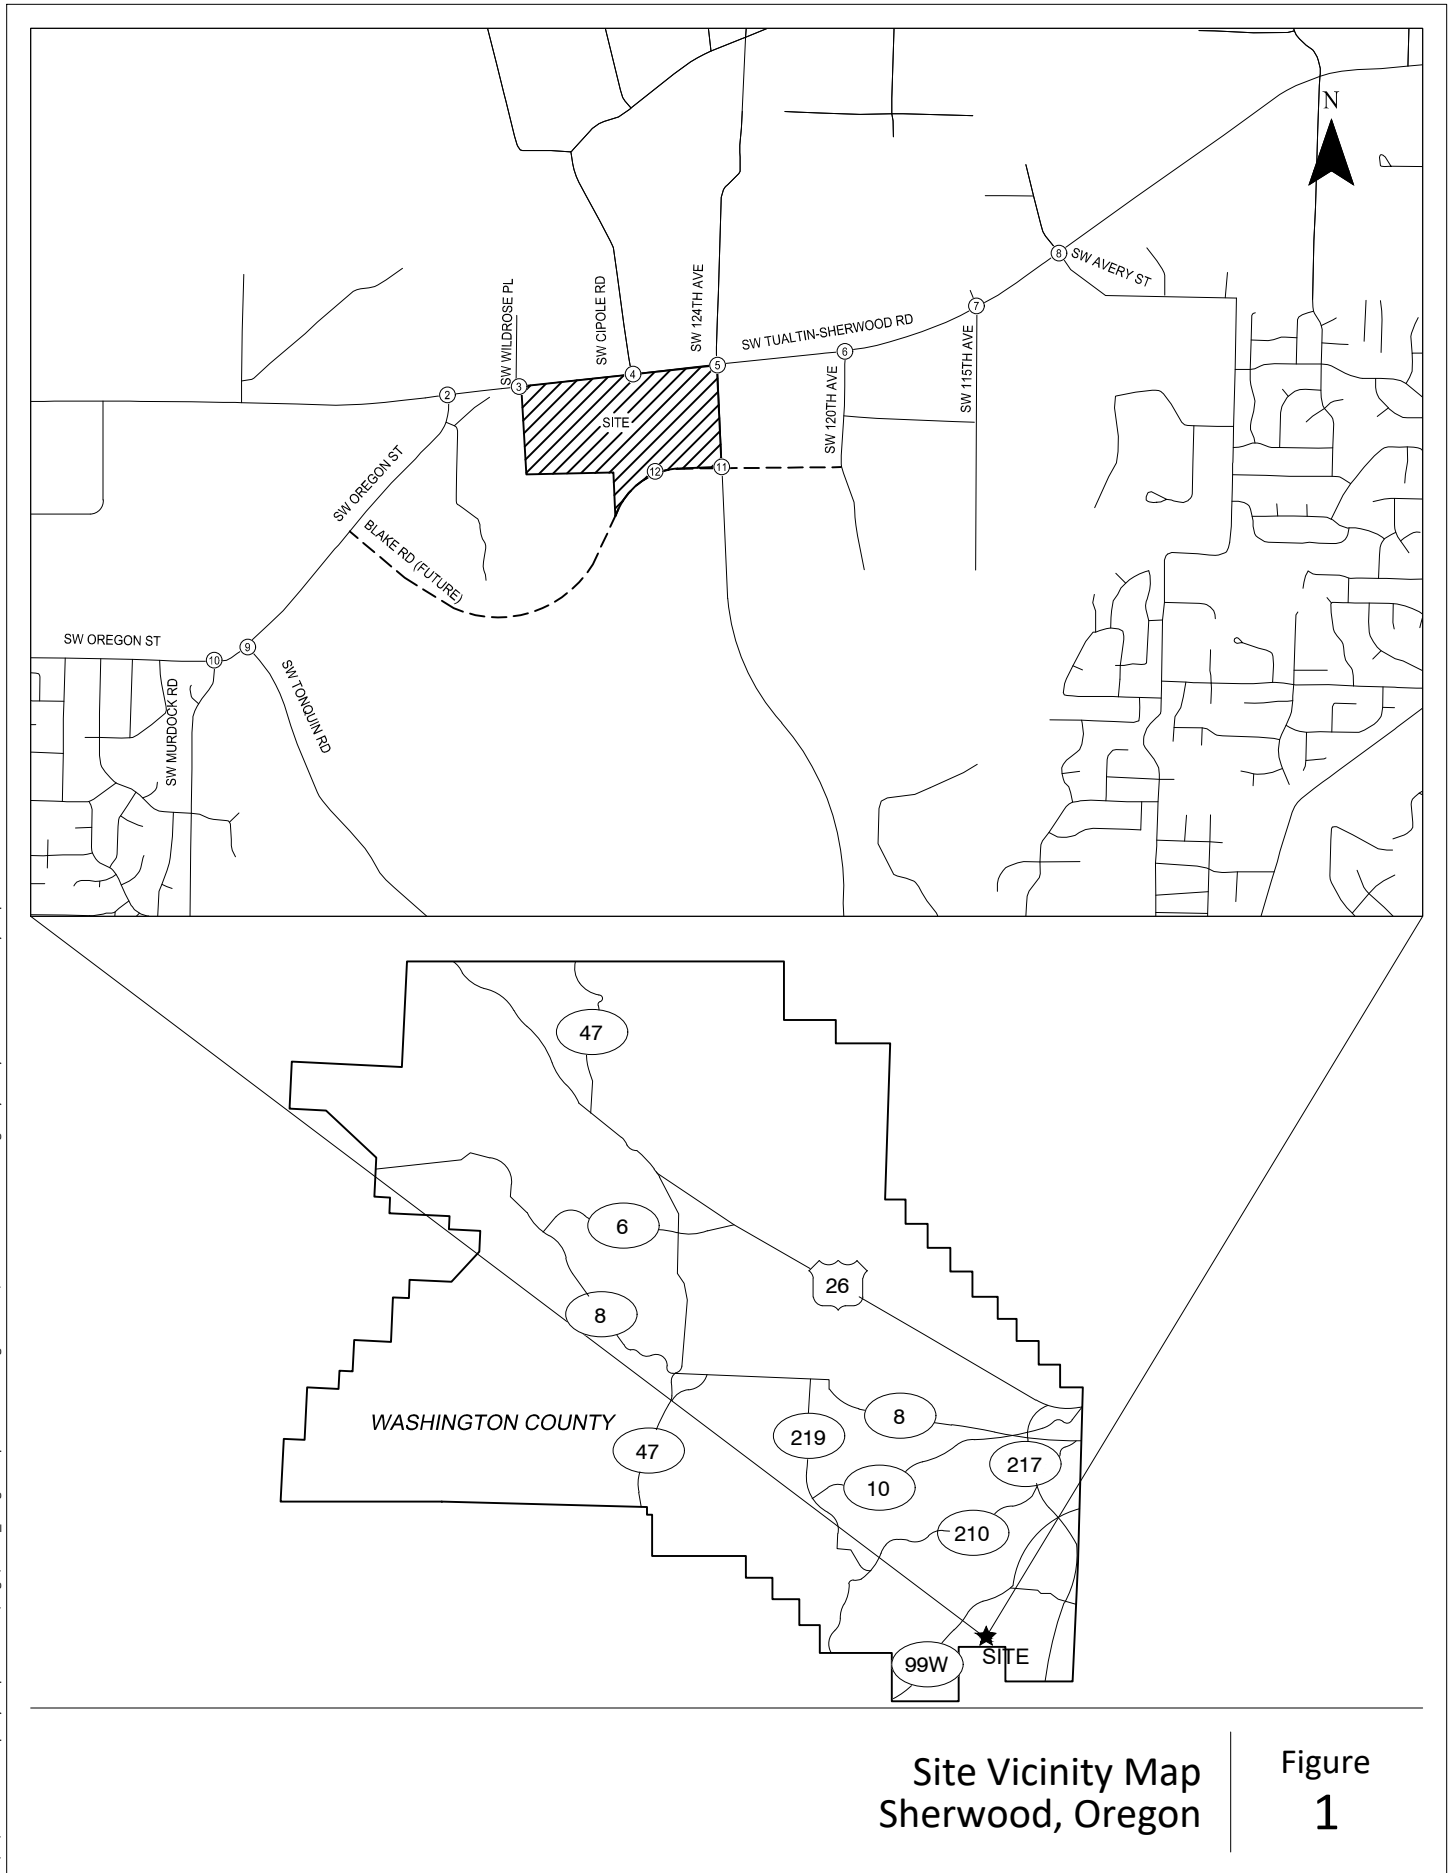 N
8
SW AVERY ST
SW WILDROSE PL
SW CIPOLE RD
SW 124TH AVE
7
SW TUALTIN-SHERWOOD RD
6
5
4
3
2
SW 120TH AVE
SW 115TH AVE
SITE
12
11
SW OREGON ST
BLAKE RD (FUTURE)
SW OREGON ST
9
10
SW TONQUIN RD
SW MURDOCK RD
47
6
26
8
WASHINGTON COUNTY
8
219
47
217
10
210
99W
SITE
Site Vicinity Map
Sherwood, Oregon
Figure
1